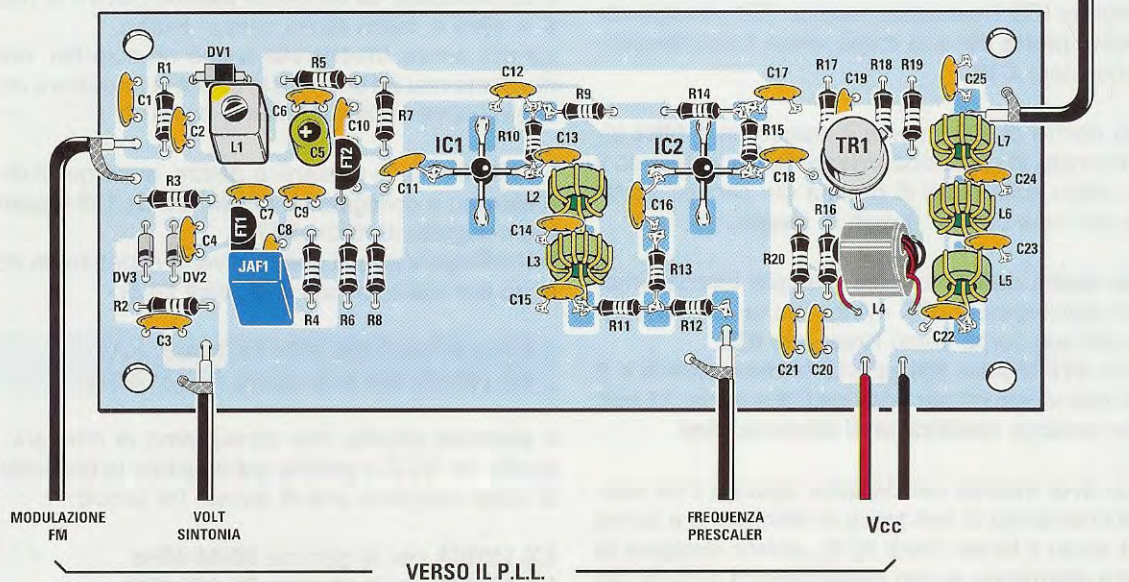 DV1
R1
C1
C2
L1
R5
C6
C5
C10
FT2
R7
C11
C12
R9
R10
C13
IC1
R14
C17
R15
IC2
C18
R17
C19
R18
R19
C25
TR1
L7
C24
L6
C23
L5
C22
R3
C7
C9
FT1
C8
C4
DV3
DV2
JAF1
R2
C3
R4
R6
R8
L2
C14
L3
C15
C16
R13
R11
R12
R20
R16
L4
C21
C20
MODULAZIONE
FM
VOLT
SINTONIA
FREQUENZA
PRESCALER
Vcc
VERSO IL P.L.L.